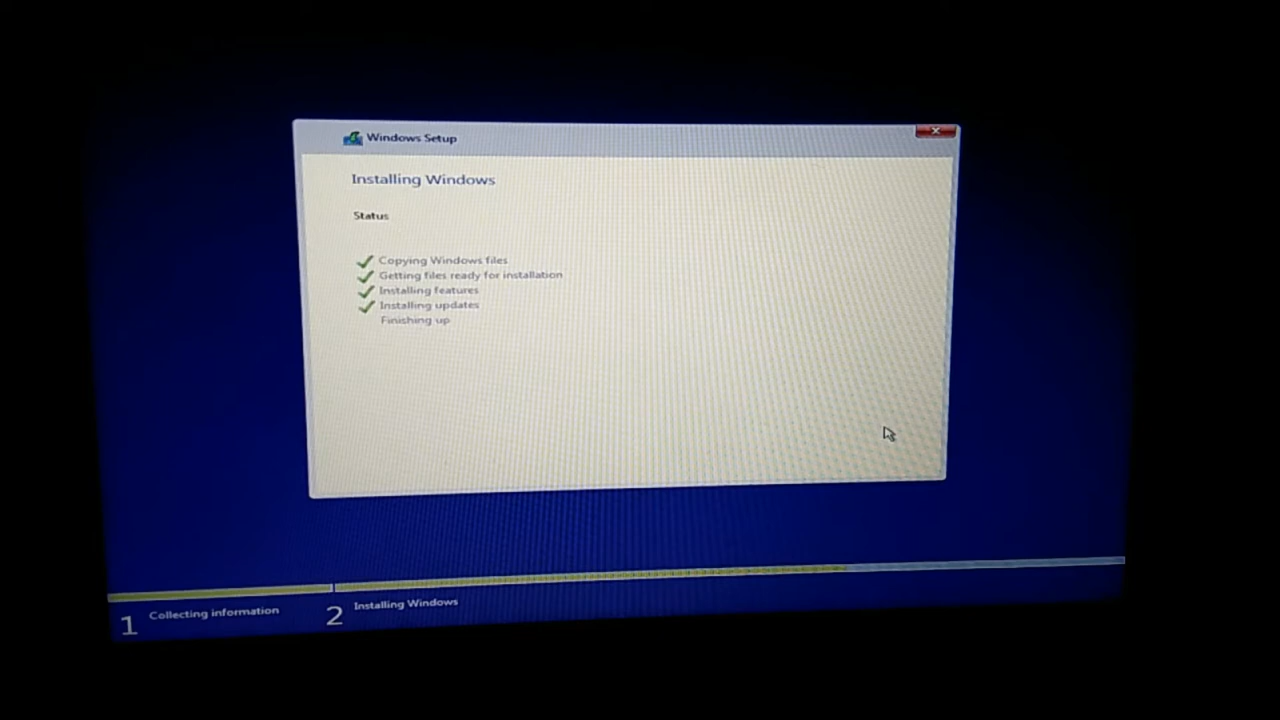 Windows Setup
Installing Windows
Status
Copying Windows files
Getting files ready for installation
Installing features
Installing updates
Finishing up
1 Collecting information
2 Installing Windows